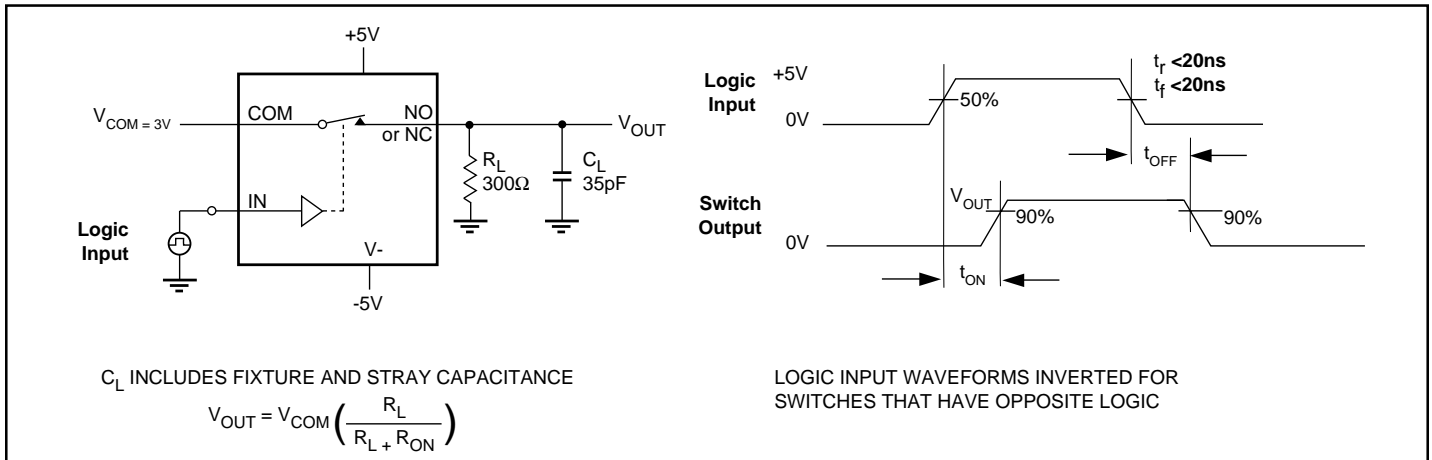 +5V
V_COM = 3V
COM
NO
or NC
V_OUT
R_L
300Ω
C_L
35pF
IN
Logic
Input
V-
-5V
C_L INCLUDES FIXTURE AND STRAY CAPACITANCE
V_OUT = V_COM ( R_L / R_L + R_ON )
Logic
Input
+5V
0V
50%
t_r <20ns
t_f <20ns
t_OFF
Switch
Output
V_OUT
0V
90%
90%
t_ON
LOGIC INPUT WAVEFORMS INVERTED FOR
SWITCHES THAT HAVE OPPOSITE LOGIC